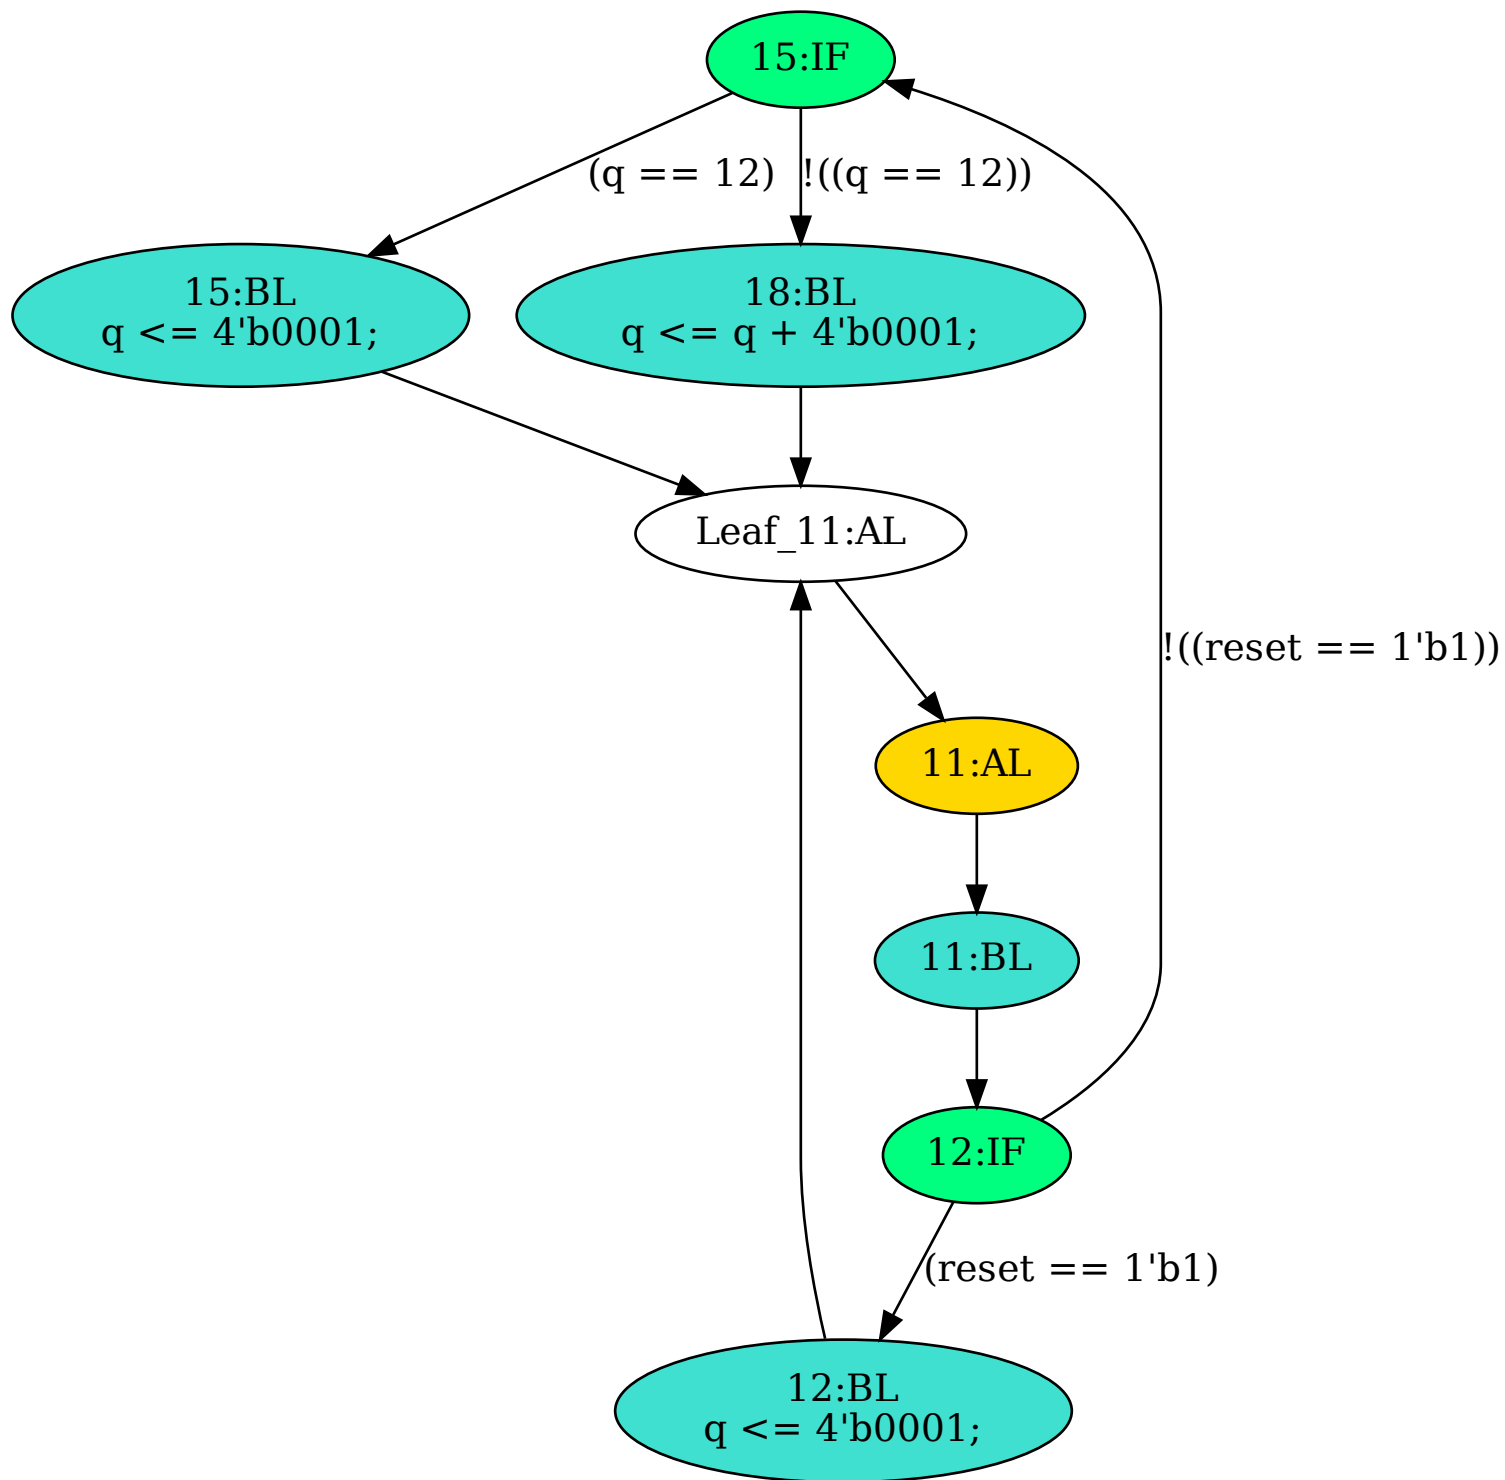 15:IF
(q == 12)
!((q == 12))
15:BL
q <= 4'b0001;
18:BL
q <= q + 4'b0001;
Leaf_11:AL
!((reset == 1'b1))
11:AL
11:BL
12:IF
(reset == 1'b1)
12:BL
q <= 4'b0001;